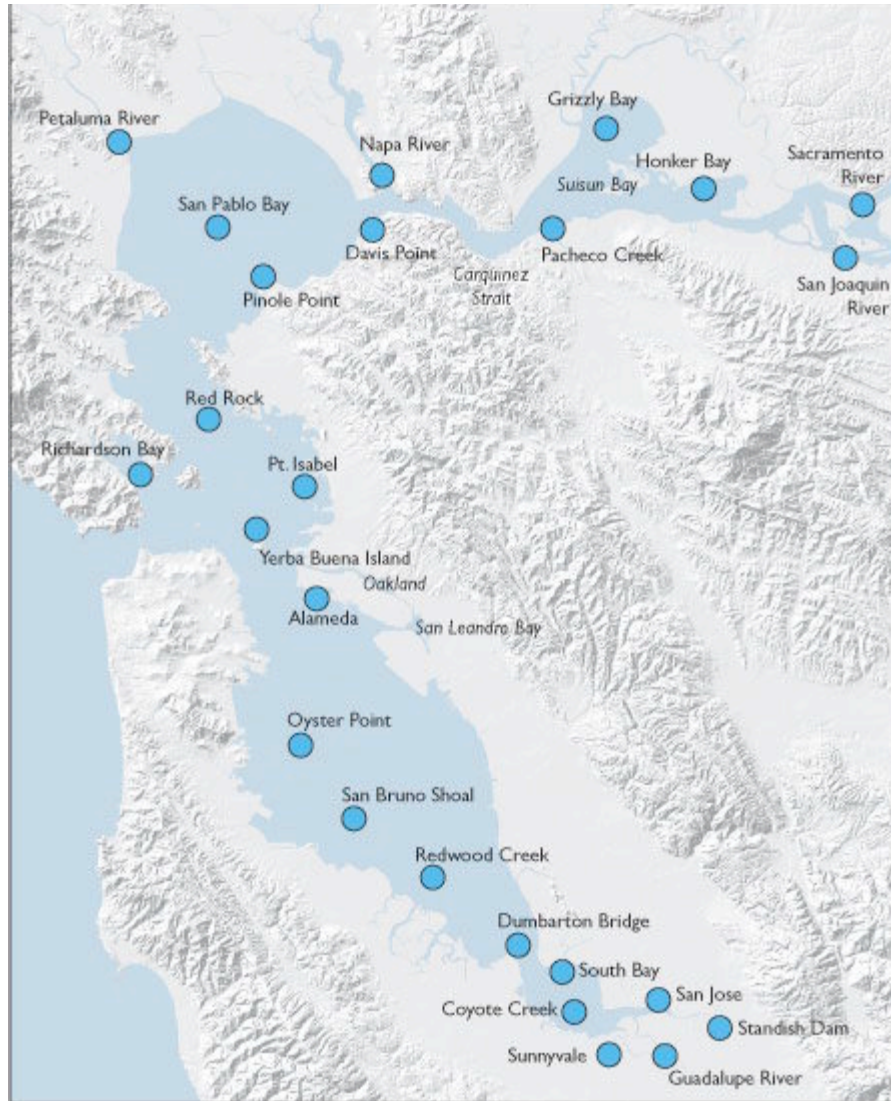 Grizzly Bay
Petaluma River
Napa River
Honker Bay
Sacramento
River
Suisun Bay
San Pablo Bay
Davis Point
Pacheco Creek
Carquinez
Strait
Pinole Point
San Joaquin
River
Red Rock
Richardson Bay
Pt. Isabel
Yerba Buena Island
Oakland
Alameda
San Leandro Bay
Oyster Point
San Bruno Shoal
Redwood Creek
Dumbarton Bridge
South Bay
San Jose
Coyote Creek
Standish Dam
Sunnyvale
Guadalupe River